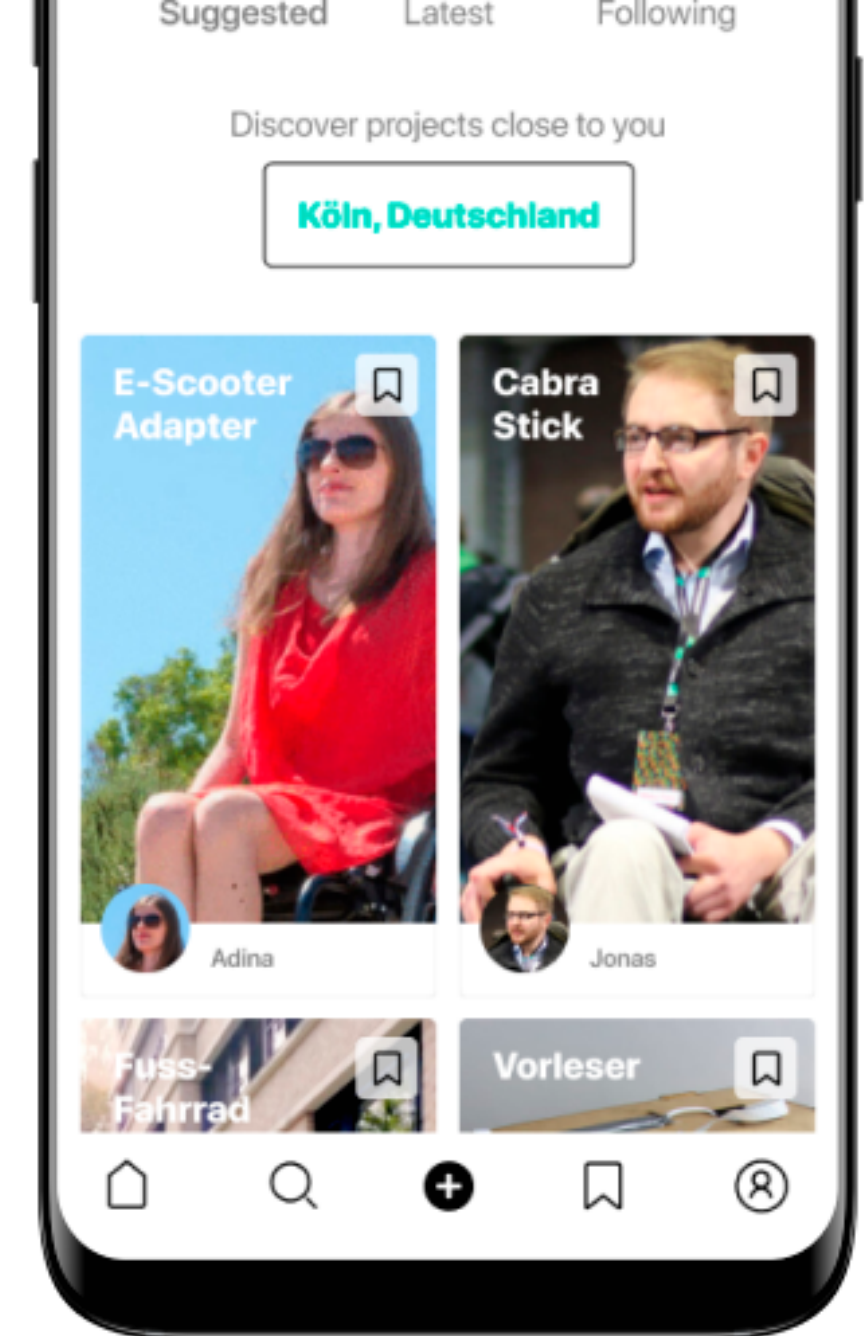 Suggested Latest Following
Discover projects close to you
Köln, Deutschland
E-Scooter
Adapter
Cabra
Stick
Adina
Jonas
Fuss-
Fahrrad
Vorleser